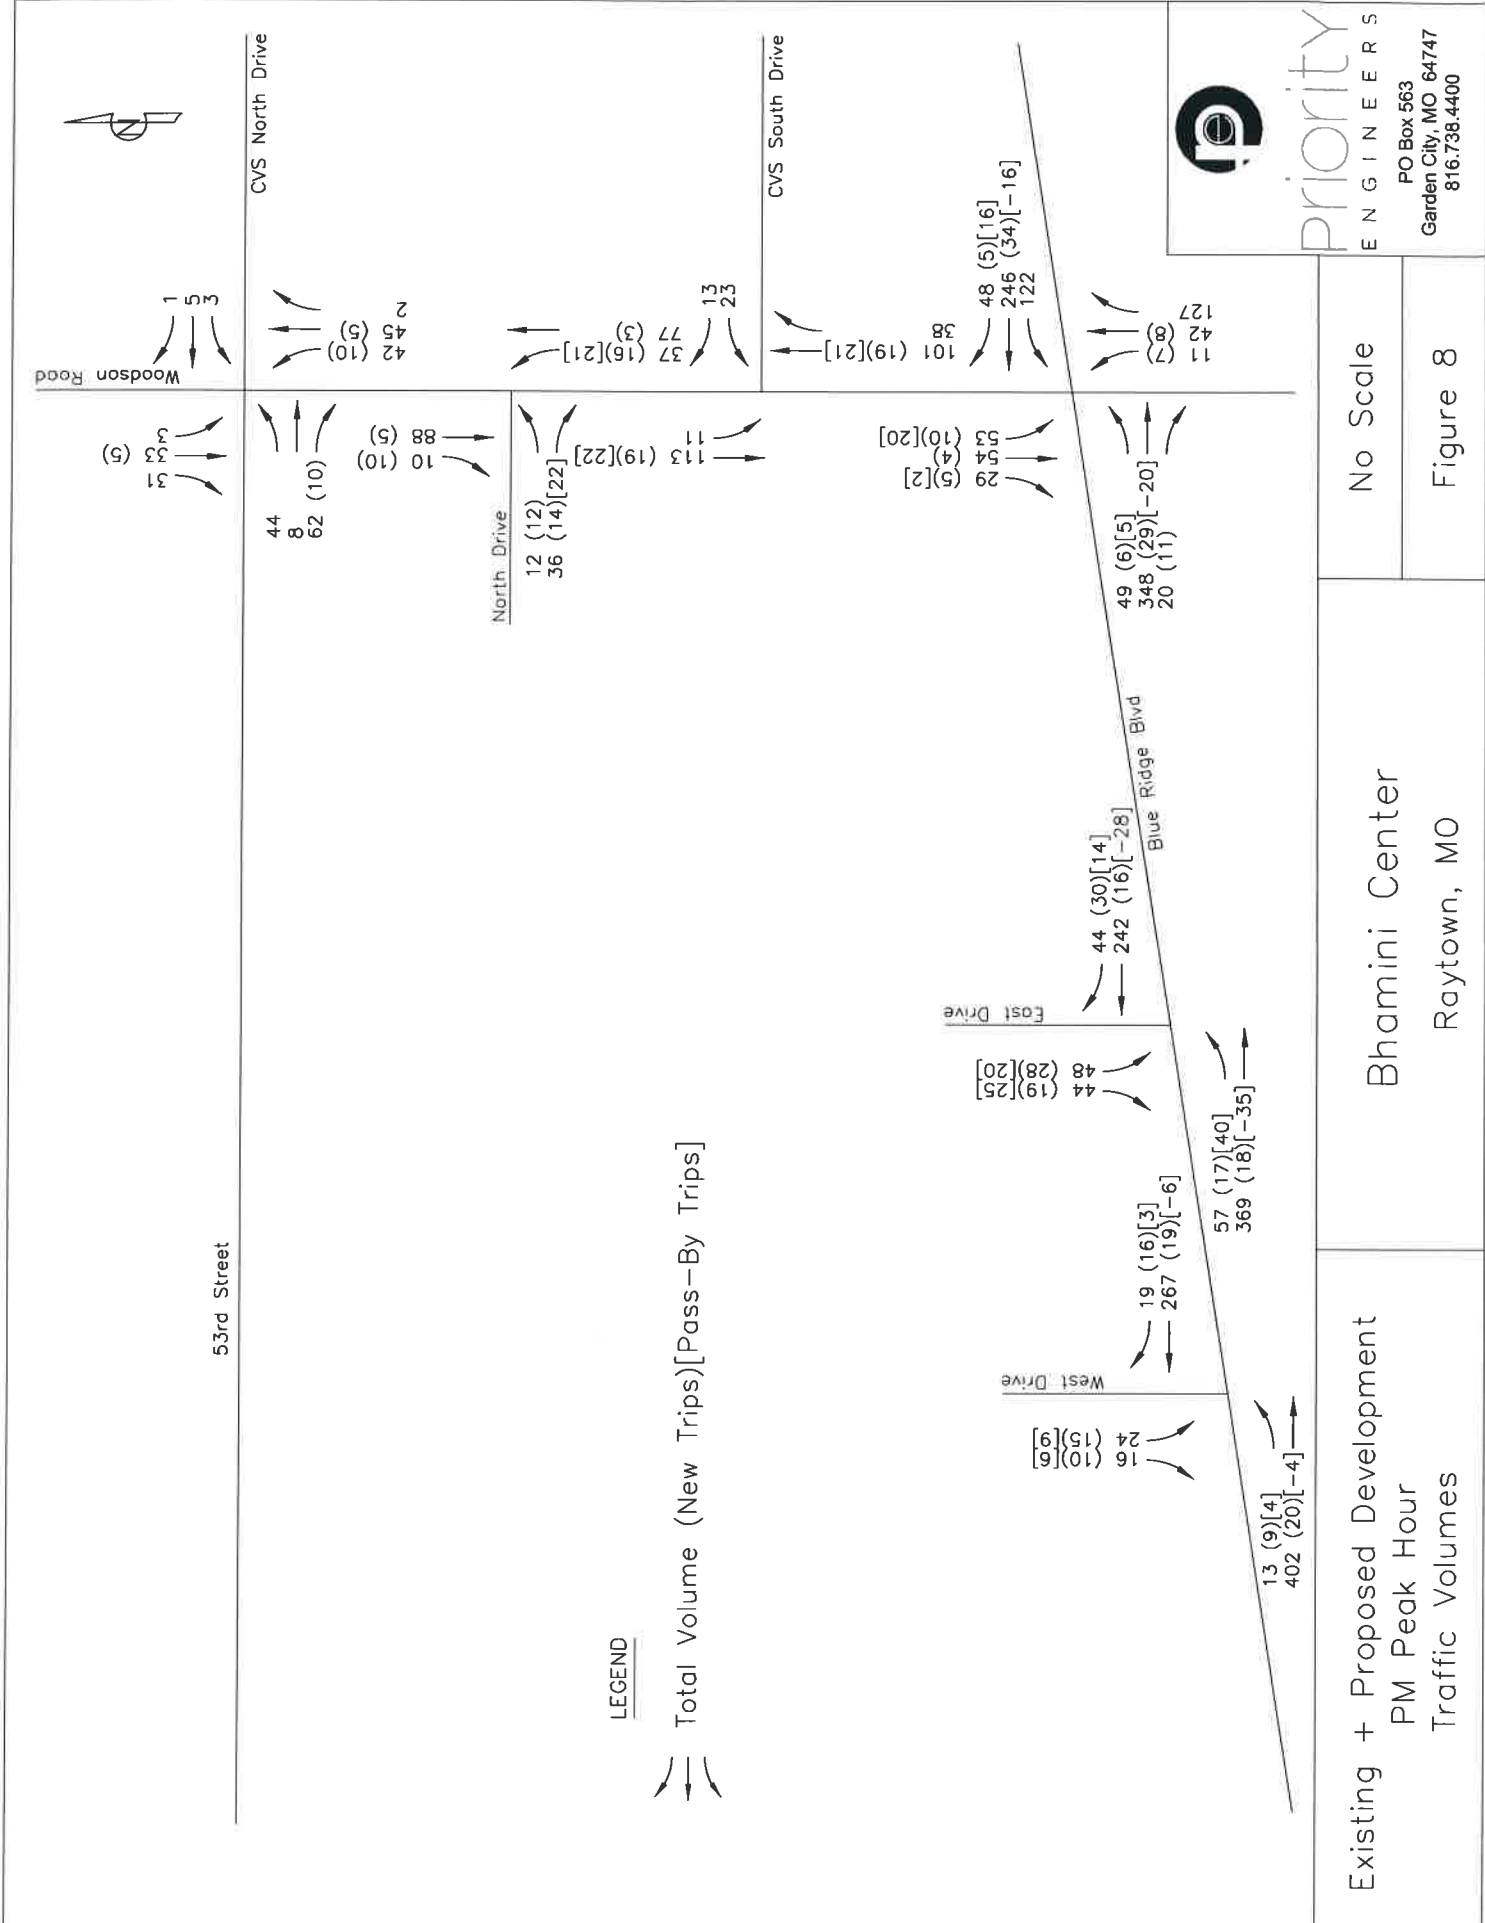 53rd Street
CVS North Drive
Woodson Road
N
31
33 (5)
3
1
5
3
44
8
62 (10)
42 (10)
45 (5)
2
10 (10)
88 (5)
North Drive
12 (12)
36 (14)[22]
37 (16)[21]
77 (3)
113 (19)[22]
11
13
23
CVS South Drive
101 (19)[21]
38
29 (5)[2]
54 (4)
53 (10)[20]
48 (5)[16]
246 (34)[-16]
122
49 (6)[5]
348 (29)[-20]
20 (11)
11 (7)
42 (8)
127
Blue Ridge Blvd
East Drive
44 (19)[25]
48 (28)[20]
44 (30)[14]
242 (16)[-28]
57 (17)[40]
369 (18)[-35]
West Drive
16 (10)[6]
24 (15)[9]
19 (16)[3]
267 (19)[-6]
13 (9)[4]
402 (20)[-4]
LEGEND
Total Volume (New Trips)[Pass-By Trips]
Existing + Proposed Development
PM Peak Hour
Traffic Volumes
Bhamini Center
Raytown, MO
No Scale
Figure 8
Priority
ENGINEERS
PO Box 563
Garden City, MO 64747
816.738.4400